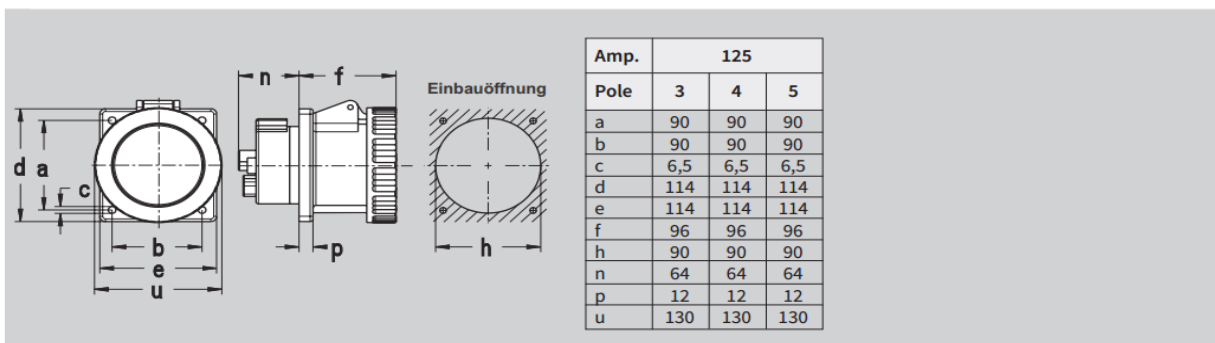 n f
Einbauöffnung
d a c
b
e
u
p
h
Amp. 125
Pole 3 4 5
a 90 90 90
b 90 90 90
c 6,5 6,5 6,5
d 114 114 114
e 114 114 114
f 96 96 96
h 90 90 90
n 64 64 64
p 12 12 12
u 130 130 130